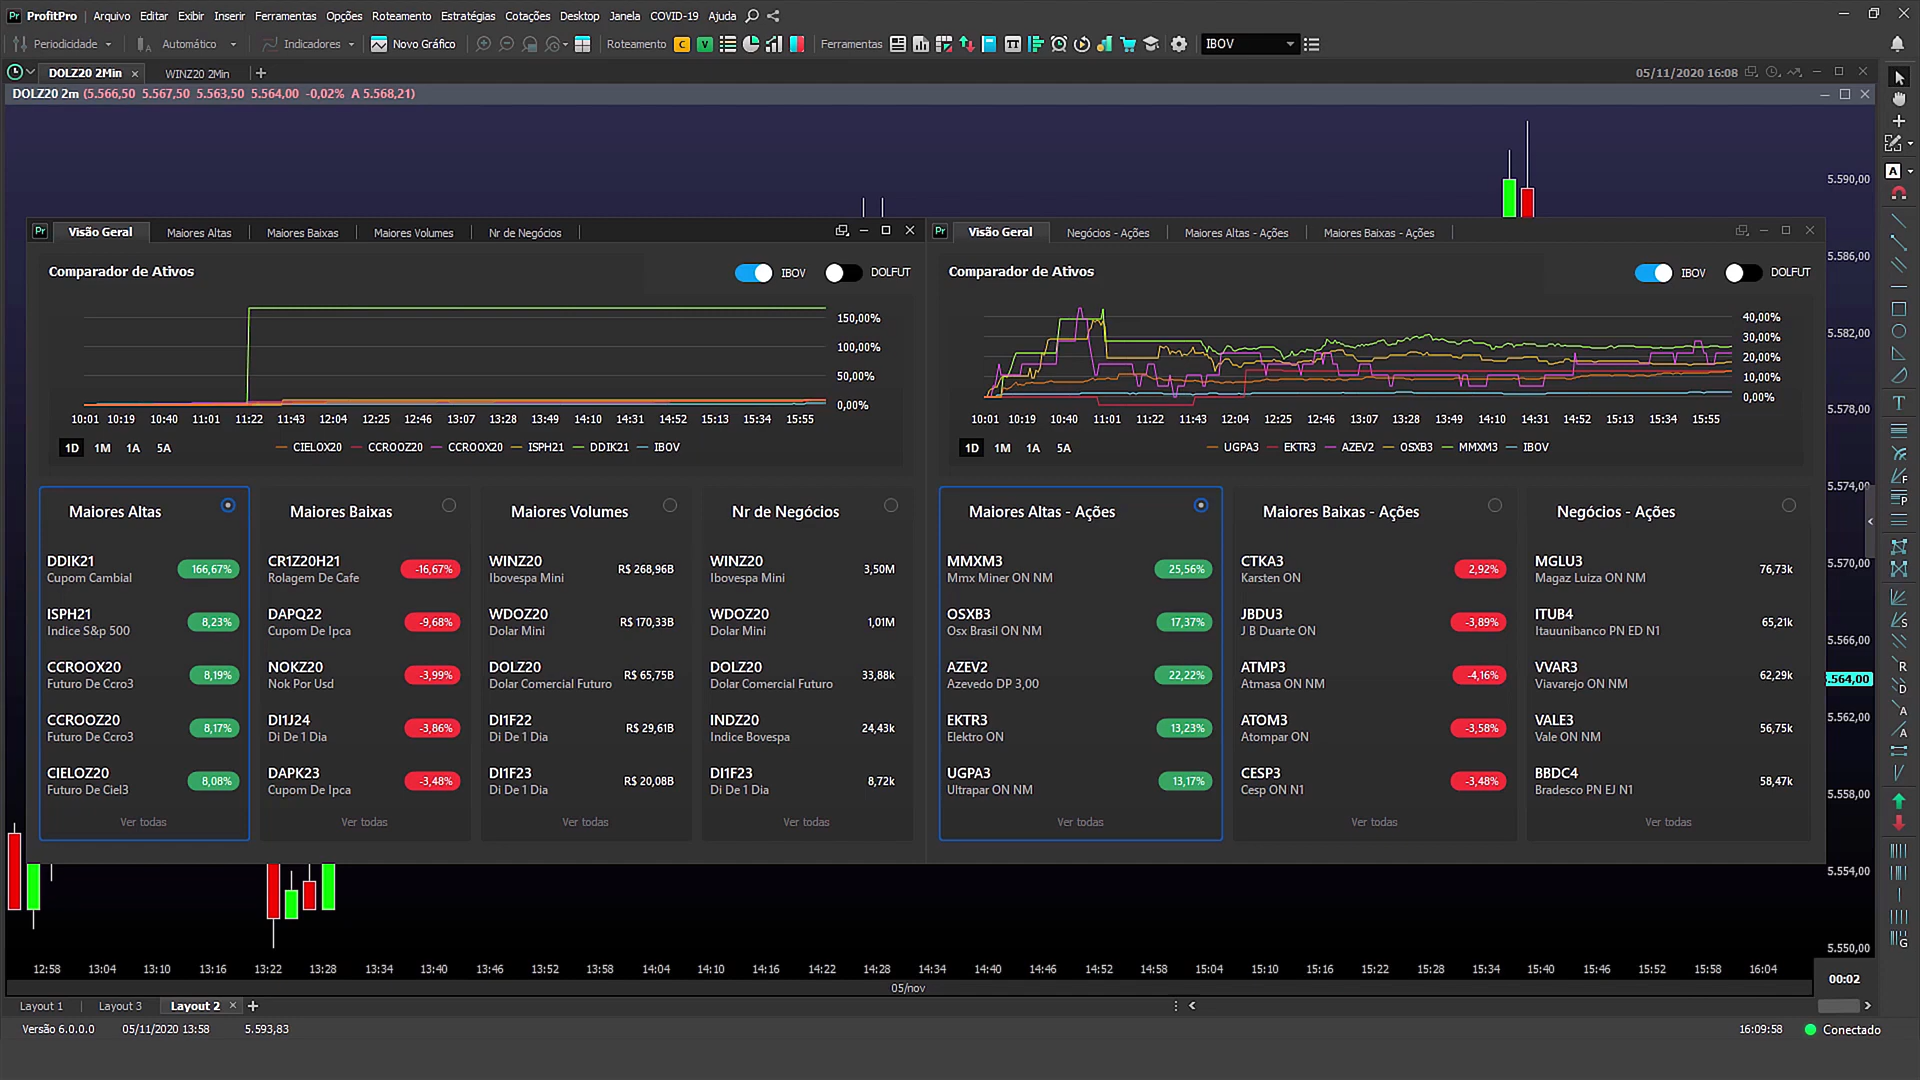 Pr ProfitPro Arquivo Editar Exibir Inserir Ferramentas Opções Roteamento Estratégias Cotações Desktop Janela COVID-19 Ajuda
Periodicidade Automático Indicadores Novo Gráfico Roteamento C V Ferramentas IBOV
DOLZ20 2Min WINZ20 2Min 05/11/2020 16:08
DOLZ20 2m (5.566,50 5.567,50 5.563,50 5.564,00 -0,02% A 5.568,21)
Pr Visão Geral Maiores Altas Maiores Baixas Maiores Volumes Nr de Negócios
Comparador de Ativos IBOV DOLFUT
150,00%
100,00%
50,00%
0,00%
10:01 10:19 10:40 11:01 11:22 11:43 12:04 12:25 12:46 13:07 13:28 13:49 14:10 14:31 14:52 15:13 15:34 15:55
1D 1M 1A 5A CIELOX20 CCROOZ20 CCROOX20 ISPH21 DDIK21 IBOV
Maiores Altas
DDIK21
Cupom Cambial 166,67%
ISPH21
Indice S&p 500 8,23%
CCROOX20
Futuro De Ccro3 8,19%
CCROOZ20
Futuro De Ccro3 8,17%
CIELOZ20
Futuro De Ciel3 8,08%
Ver todas
Maiores Baixas
CR1Z20H21
Rolagem De Cafe -16,67%
DAPQ22
Cupom De Ipca -9,68%
NOKZ20
Nok Por Usd -3,99%
DI1J24
Di De 1 Dia -3,86%
DAPK23
Cupom De Ipca -3,48%
Ver todas
Maiores Volumes
WINZ20
Ibovespa Mini R$ 268,96B
WDOZ20
Dolar Mini R$ 170,33B
DOLZ20
Dolar Comercial Futuro R$ 65,75B
DI1F22
Di De 1 Dia R$ 29,61B
DI1F23
Di De 1 Dia R$ 20,08B
Ver todas
Nr de Negócios
WINZ20
Ibovespa Mini 3,50M
WDOZ20
Dolar Mini 1,01M
DOLZ20
Dolar Comercial Futuro 33,88k
INDZ20
Indice Bovespa 24,43k
DI1F23
Di De 1 Dia 8,72k
Ver todas
Pr Visão Geral Negócios - Ações Maiores Altas - Ações Maiores Baixas - Ações
Comparador de Ativos IBOV DOLFUT
40,00%
30,00%
20,00%
10,00%
0,00%
10:01 10:19 10:40 11:01 11:22 11:43 12:04 12:25 12:46 13:07 13:28 13:49 14:10 14:31 14:52 15:13 15:34 15:55
1D 1M 1A 5A UGPA3 EKTR3 AZEV2 OSXB3 MMXM3 IBOV
Maiores Altas - Ações
MMXM3
Mmx Miner ON NM 25,56%
OSXB3
Osx Brasil ON NM 17,37%
AZEV2
Azevedo DP 3,00 22,22%
EKTR3
Elektro ON 13,23%
UGPA3
Ultrapar ON NM 13,17%
Ver todas
Maiores Baixas - Ações
CTKA3
Karsten ON 2,92%
JBDU3
J B Duarte ON -3,89%
ATMP3
Atmasa ON NM -4,16%
ATOM3
Atompar ON -3,58%
CESP3
Cesp ON N1 -3,48%
Ver todas
Negócios - Ações
MGLU3
Magaz Luiza ON NM 76,73k
ITUB4
Itauunibanco PN ED N1 65,21k
VVAR3
Viavarejo ON NM 62,29k
VALE3
Vale ON NM 56,75k
BBDC4
Bradesco PN EJ N1 58,47k
Ver todas
5.590,00
5.586,00
5.582,00
5.578,00
5.574,00
5.570,00
5.566,00
5.564,00
5.562,00
5.558,00
5.554,00
5.550,00
12:58 13:04 13:10 13:16 13:22 13:28 13:34 13:40 13:46 13:52 13:58 14:04 14:10 14:16 14:22 14:28 14:34 14:40 14:46 14:52 14:58 15:04 15:10 15:16 15:22 15:28 15:34 15:40 15:46 15:52 15:58 16:04
00:02
05/nov
Layout 1 Layout 3 Layout 2
Versão 6.0.0.0 05/11/2020 13:58 5.593,83 16:09:58 Conectado
A
T
F
P
S
R
D
A
A
G